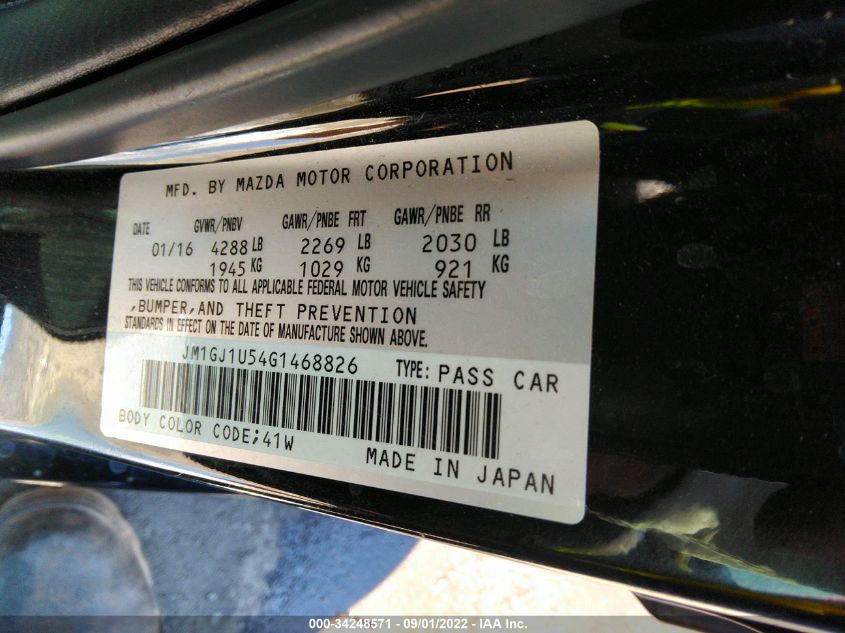 MFD. BY MAZDA MOTOR CORPORATION
DATE GVWR/PNBV GAWR/PNBE FRT GAWR/PNBE RR
01/16 4288 LB 2269 LB 2030 LB
1945 KG 1029 KG 921 KG
THIS VEHICLE CONFORMS TO ALL APPLICABLE FEDERAL MOTOR VEHICLE SAFETY
,BUMPER,AND THEFT PREVENTION
STANDARDS IN EFFECT ON THE DATE OF MANUFACTURE SHOWN ABOVE.
JM1GJ1U54G1468826 TYPE: PASS CAR
BODY COLOR CODE;41W
MADE IN JAPAN
000-34248571 - 09/01/2022 - IAA Inc.